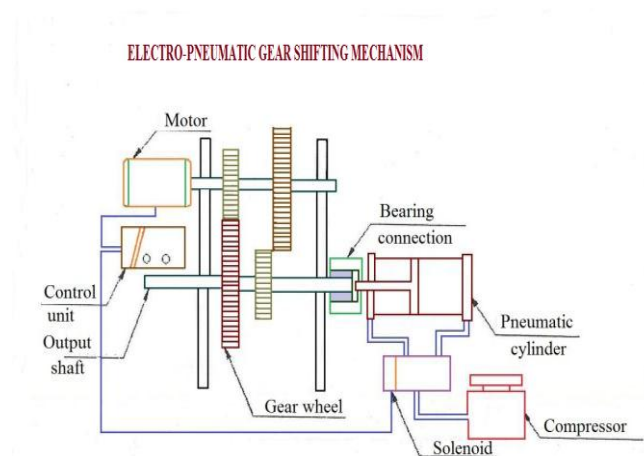 ELECTRO-PNEUMATIC GEAR SHIFTING MECHANISM
Motor
Bearing
connection
Control
unit
Output
shaft
Pneumatic
cylinder
Gear wheel
Compressor
Solenoid